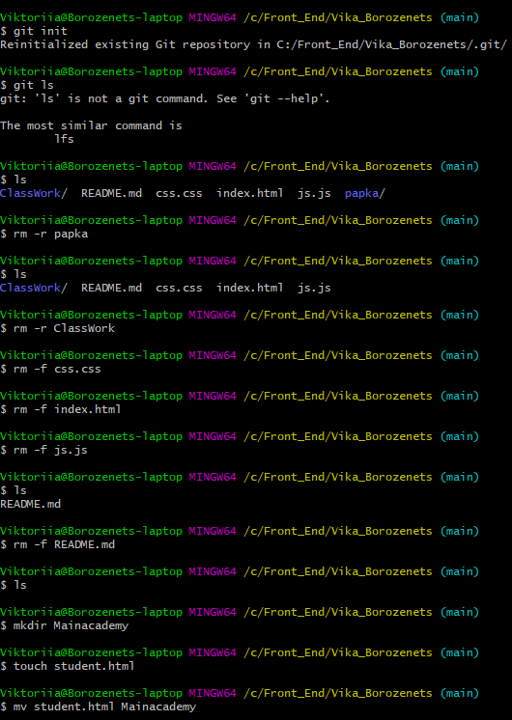 Viktoriia@Borozenets-laptop MINGW64 /c/Front_End/Vika_Borozenets (main)
$ git init
Reinitialized existing Git repository in C:/Front_End/Vika_Borozenets/.git/
Viktoriia@Borozenets-laptop MINGW64 /c/Front_End/Vika_Borozenets (main)
$ git ls
git: 'ls' is not a git command. See 'git --help'.
The most similar command is
lfs
Viktoriia@Borozenets-laptop MINGW64 /c/Front_End/Vika_Borozenets (main)
$ ls
ClassWork/ README.md css.css index.html js.js papka/
Viktoriia@Borozenets-laptop MINGW64 /c/Front_End/Vika_Borozenets (main)
$ rm -r papka
Viktoriia@Borozenets-laptop MINGW64 /c/Front_End/Vika_Borozenets (main)
$ ls
ClassWork/ README.md css.css index.html js.js
Viktoriia@Borozenets-laptop MINGW64 /c/Front_End/Vika_Borozenets (main)
$ rm -r ClassWork
Viktoriia@Borozenets-laptop MINGW64 /c/Front_End/Vika_Borozenets (main)
$ rm -f css.css
Viktoriia@Borozenets-laptop MINGW64 /c/Front_End/Vika_Borozenets (main)
$ rm -f index.html
Viktoriia@Borozenets-laptop MINGW64 /c/Front_End/Vika_Borozenets (main)
$ rm -f js.js
Viktoriia@Borozenets-laptop MINGW64 /c/Front_End/Vika_Borozenets (main)
$ ls
README.md
Viktoriia@Borozenets-laptop MINGW64 /c/Front_End/Vika_Borozenets (main)
$ rm -f README.md
Viktoriia@Borozenets-laptop MINGW64 /c/Front_End/Vika_Borozenets (main)
$ ls
Viktoriia@Borozenets-laptop MINGW64 /c/Front_End/Vika_Borozenets (main)
$ mkdir Mainacademy
Viktoriia@Borozenets-laptop MINGW64 /c/Front_End/Vika_Borozenets (main)
$ touch student.html
Viktoriia@Borozenets-laptop MINGW64 /c/Front_End/Vika_Borozenets (main)
$ mv student.html Mainacademy